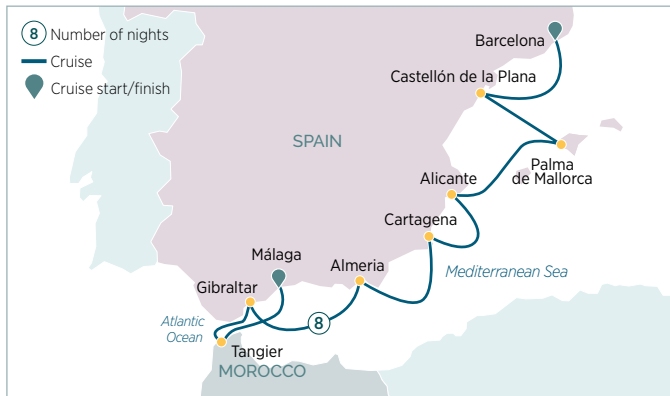 8 Number of nights
Cruise
Cruise start/finish
Barcelona
Castellón de la Plana
SPAIN
Palma
de Mallorca
Alicante
Cartagena
Málaga
Almeria
Mediterranean Sea
Gibraltar
8
Atlantic
Ocean
Tangier
MOROCCO